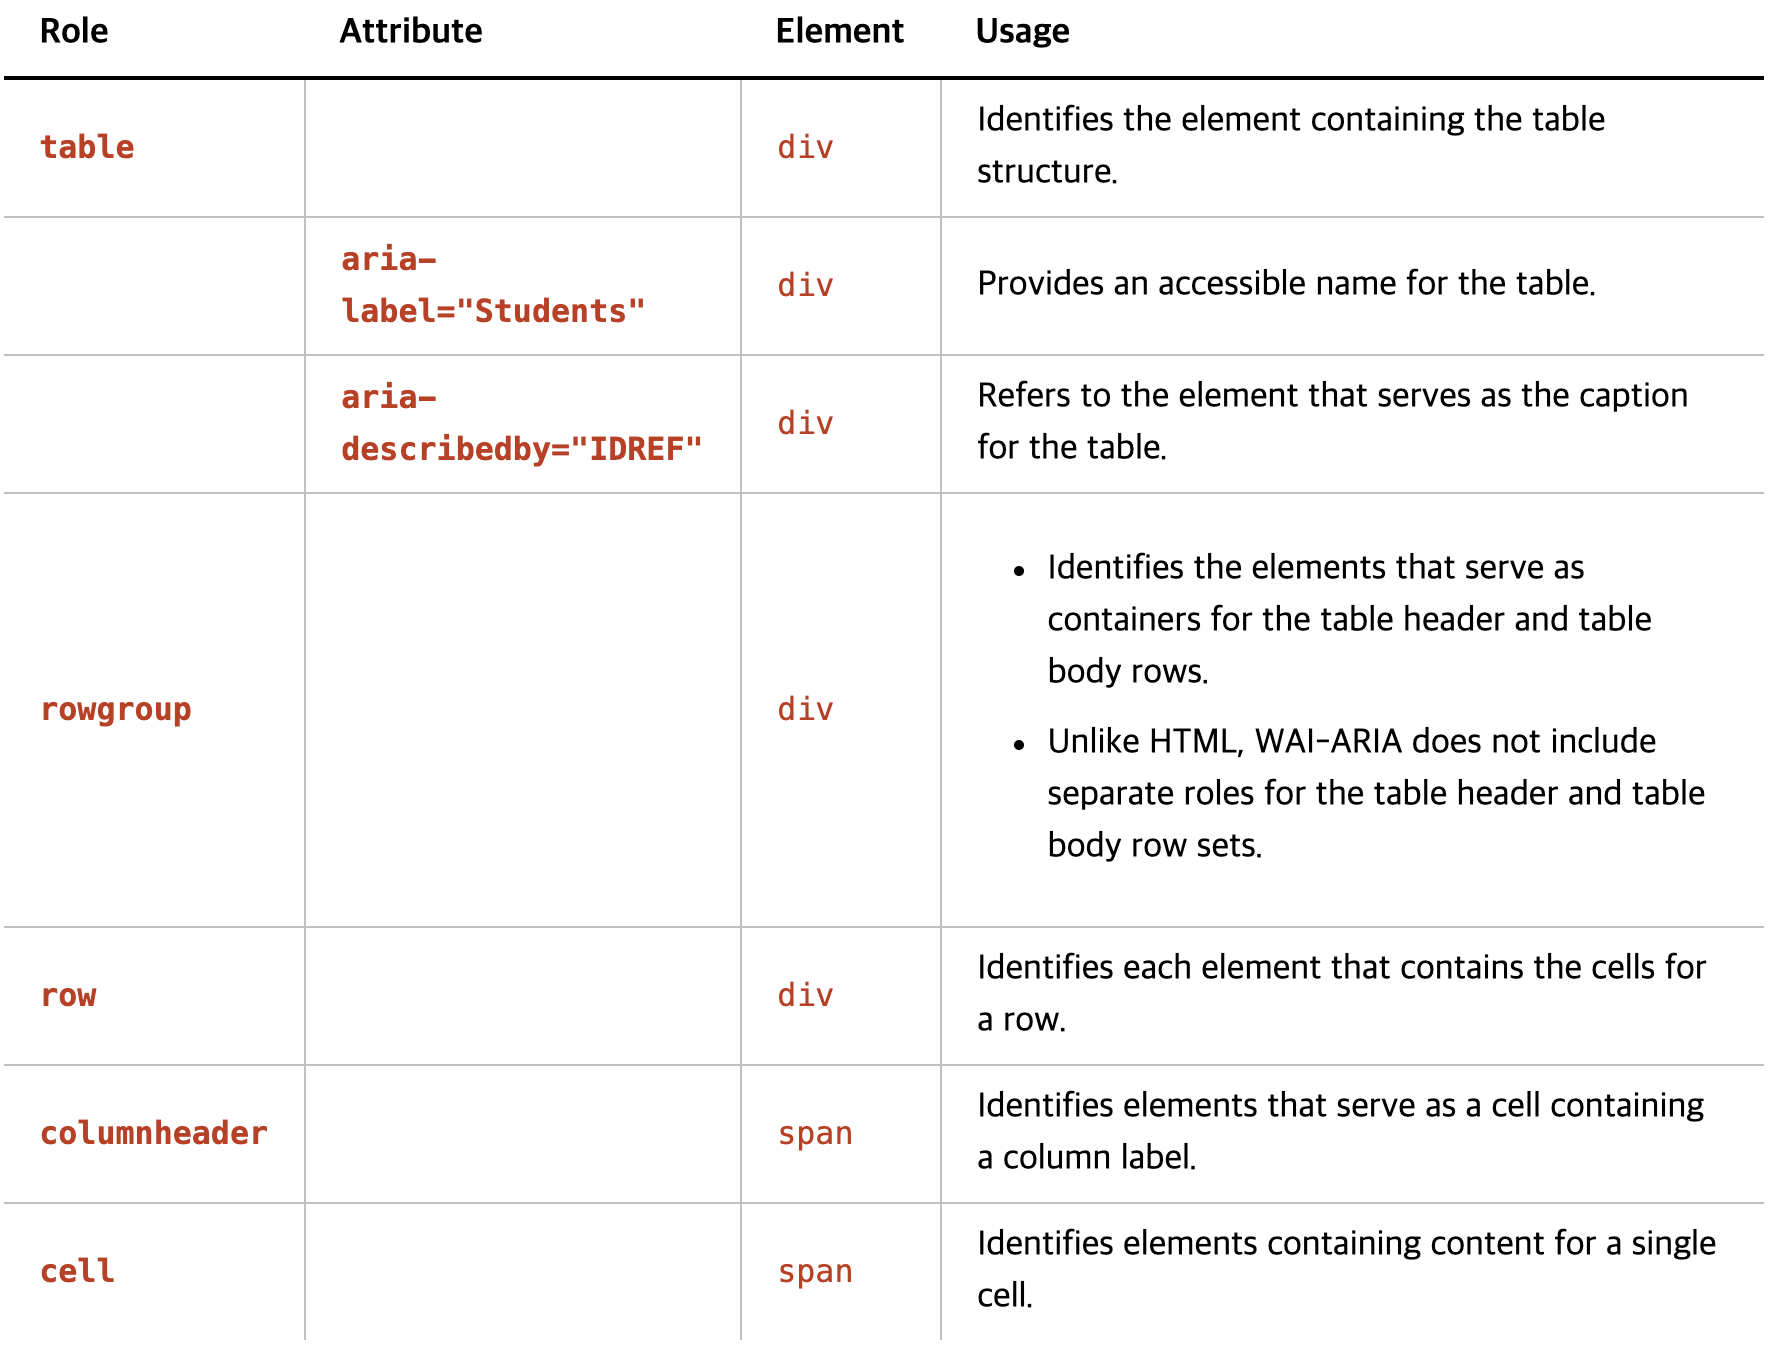 Role Attribute Element Usage
table div Identifies the element containing the table
structure.
aria-
label="Students" div Provides an accessible name for the table.
aria-
describedby="IDREF" div Refers to the element that serves as the caption
for the table.
rowgroup div
• Identifies the elements that serve as
containers for the table header and table
body rows.
• Unlike HTML, WAI-ARIA does not include
separate roles for the table header and table
body row sets.
row div Identifies each element that contains the cells for
a row.
columnheader span Identifies elements that serve as a cell containing
a column label.
cell span Identifies elements containing content for a single
cell.